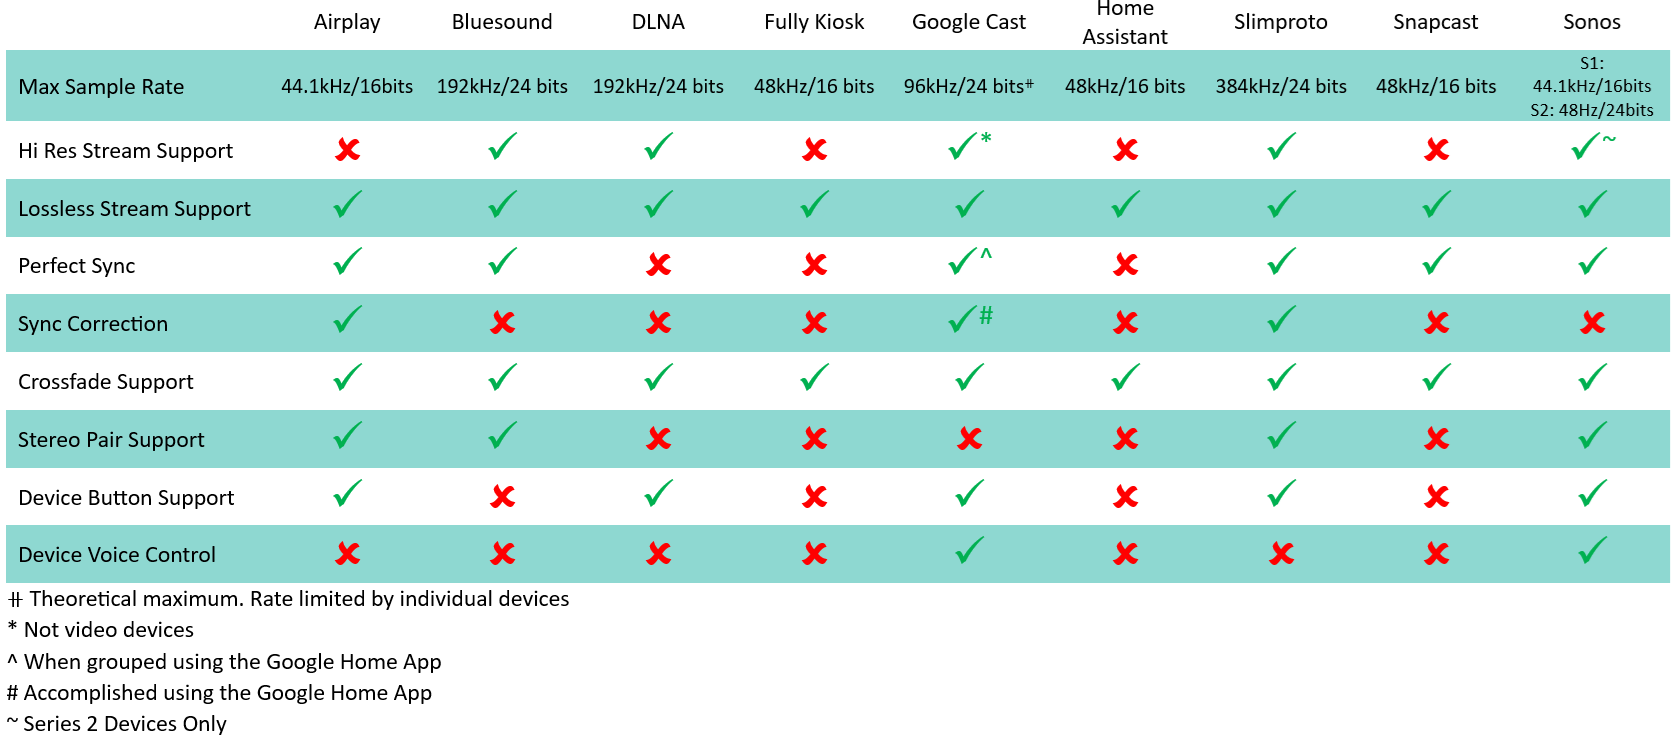 Airplay Bluesound DLNA Fully Kiosk Google Cast Home Assistant Slimproto Snapcast Sonos
Max Sample Rate 44.1kHz/16bits 192kHz/24 bits 192kHz/24 bits 48kHz/16 bits 96kHz/24 bits⧺ 48kHz/16 bits 384kHz/24 bits 48kHz/16 bits S1: 44.1kHz/16bits S2: 48Hz/24bits
Hi Res Stream Support ✘ ✓ ✓ ✘ ✓* ✘ ✓ ✘ ✓~
Lossless Stream Support ✓ ✓ ✓ ✓ ✓ ✓ ✓ ✓ ✓
Perfect Sync ✓ ✓ ✘ ✘ ✓^ ✘ ✓ ✓ ✓
Sync Correction ✓ ✘ ✘ ✘ ✓# ✘ ✓ ✘ ✘
Crossfade Support ✓ ✓ ✓ ✓ ✓ ✓ ✓ ✓ ✓
Stereo Pair Support ✓ ✓ ✘ ✘ ✘ ✘ ✓ ✘ ✓
Device Button Support ✓ ✘ ✓ ✘ ✓ ✘ ✓ ✘ ✓
Device Voice Control ✘ ✘ ✘ ✘ ✓ ✘ ✘ ✘ ✓
⧺ Theoretical maximum. Rate limited by individual devices
* Not video devices
^ When grouped using the Google Home App
# Accomplished using the Google Home App
~ Series 2 Devices Only